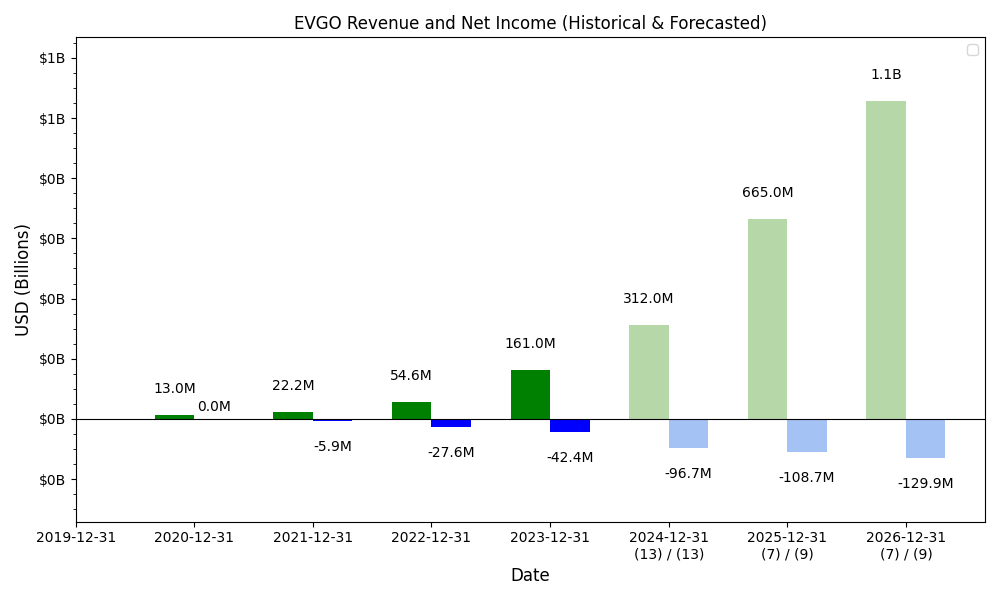 EVGO Revenue and Net Income (Historical & Forecasted)
USD (Billions)
$1B
$1B
$0B
$0B
$0B
$0B
$0B
$0B
13.0M
0.0M
22.2M
-5.9M
54.6M
-27.6M
161.0M
-42.4M
312.0M
-96.7M
665.0M
-108.7M
1.1B
-129.9M
2019-12-31
2020-12-31
2021-12-31
2022-12-31
2023-12-31
2024-12-31
(13) / (13)
2025-12-31
(7) / (9)
2026-12-31
(7) / (9)
Date